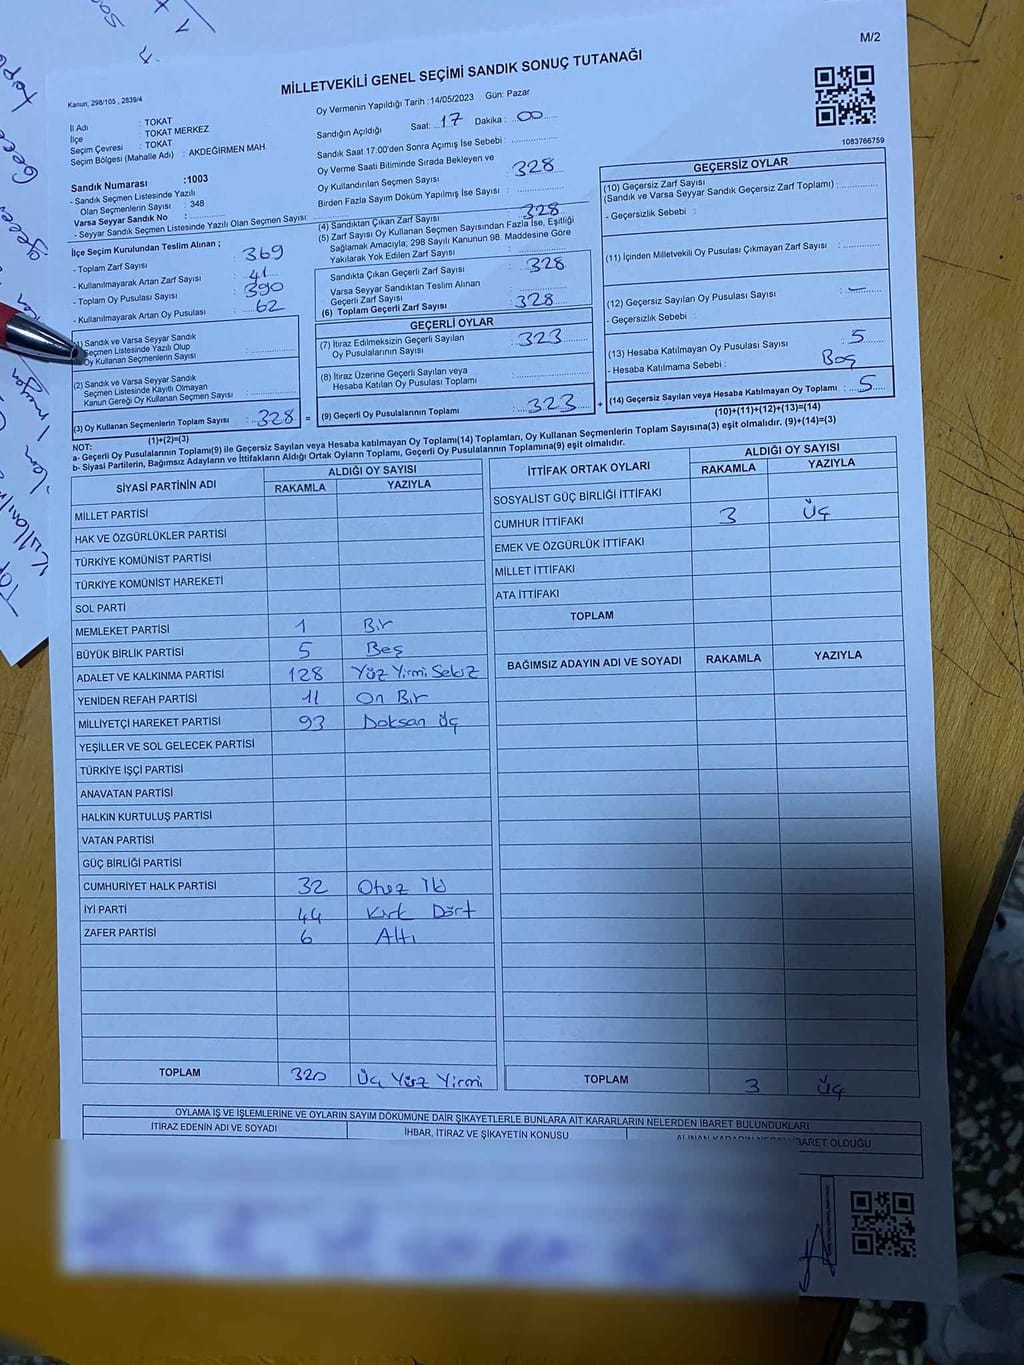 M/2
MİLLETVEKİLİ GENEL SEÇİMİ SANDIK SONUÇ TUTANAĞI
Kanun, 298/105 , 2839/4
İl Adı : TOKAT
İlçe : TOKAT MERKEZ
Seçim Çevresi : TOKAT
Seçim Bölgesi (Mahalle Adı) : AKDEĞİRMEN MAH.
Sandık Numarası :1003
- Sandık Seçmen Listesinde Yazılı
Olan Seçmenlerin Sayısı : 348
Varsa Seyyar Sandık No :
- Seyyar Sandık Seçmen Listesinde Yazılı Olan Seçmen Sayısı:
Oy Vermenin Yapıldığı Tarih :14/05/2023 Gün: Pazar
Sandığın Açıldığı Saat: 17 Dakika : 00
Sandık Saat 17:00'den Sonra Açımış İse Sebebi :
Oy Verme Saati Bitiminde Sırada Bekleyen ve
Oy Kullandırılan Seçmen Sayısı : 328
Birden Fazla Sayım Döküm Yapılmış İse Sayısı :
1083766759
İlçe Seçim Kurulundan Teslim Alınan ;
- Toplam Zarf Sayısı : 369
- Kullanılmayarak Artan Zarf Sayısı : 41
- Toplam Oy Pusulası Sayısı : 390
- Kullanılmayarak Artan Oy Pusulası : 62
(1) Sandık ve Varsa Seyyar Sandık
Seçmen Listesinde Yazılı Olup
Oy Kullanan Seçmenlerin Sayısı :
(2) Sandık ve Varsa Seyyar Sandık
Seçmen Listesinde Kayıtlı Olmayan
Kanun Gereği Oy Kullanan Seçmen Sayısı :
(3) Oy Kullanan Seçmenlerin Toplam Sayısı : 328 =
(1)+(2)=(3)
(4) Sandıktan Çıkan Zarf Sayısı : 328
(5) Zarf Sayısı Oy Kullanan Seçmen Sayısından Fazla İse, Eşitliği
Sağlamak Amacıyla; 298 Sayılı Kanunun 98. Maddesine Göre
Yakılarak Yok Edilen Zarf Sayısı :
Sandıkta Çıkan Geçerli Zarf Sayısı : 328
Varsa Seyyar Sandıktan Teslim Alınan
Geçerli Zarf Sayısı :
(6) Toplam Geçerli Zarf Sayısı : 328
GEÇERLİ OYLAR
(7) İtiraz Edilmeksizin Geçerli Sayılan
Oy Pusulalarının Sayısı : 323
(8) İtiraz Üzerine Geçerli Sayılan veya
Hesaba Katılan Oy Pusulası Toplamı :
(9) Geçerli Oy Pusulalarının Toplamı : 323 +
GEÇERSİZ OYLAR
(10) Geçersiz Zarf Sayısı
(Sandık ve Varsa Seyyar Sandık Geçersiz Zarf Toplamı) :
- Geçersizlik Sebebi :
(11) İçinden Milletvekili Oy Pusulası Çıkmayan Zarf Sayısı :
(12) Geçersiz Sayılan Oy Pusulası Sayısı : -
- Geçersizlik Sebebi :
(13) Hesaba Katılmayan Oy Pusulası Sayısı : 5
- Hesaba Katılmama Sebebi : Boş
(14) Geçersiz Sayılan veya Hesaba Katılmayan Oy Toplamı : 5
(10)+(11)+(12)+(13)=(14)
NOT:
a- Geçerli Oy Pusulalarının Toplamı(9) ile Geçersiz Sayılan veya Hesaba katılmayan Oy Toplamı(14) Toplamları, Oy Kullanan Seçmenlerin Toplam Sayısına(3) eşit olmalıdır. (9)+(14)=(3)
b- Siyasi Partilerin, Bağımsız Adayların ve İttifakların Aldığı Ortak Oyların Toplamı, Geçerli Oy Pusulalarının Toplamına(9) eşit olmalıdır.
SİYASİ PARTİNİN ADI ALDIĞI OY SAYISI
RAKAMLA YAZIYLA
MİLLET PARTİSİ
HAK VE ÖZGÜRLÜKLER PARTİSİ
TÜRKİYE KOMÜNİST PARTİSİ
TÜRKİYE KOMÜNİST HAREKETİ
SOL PARTİ
MEMLEKET PARTİSİ 1 Bir
BÜYÜK BİRLİK PARTİSİ 5 Beş
ADALET VE KALKINMA PARTİSİ 128 Yüz Yirmi Sekiz
YENİDEN REFAH PARTİSİ 11 On Bir
MİLLİYETÇİ HAREKET PARTİSİ 93 Doksan Üç
YEŞİLLER VE SOL GELECEK PARTİSİ
TÜRKİYE İŞÇİ PARTİSİ
ANAVATAN PARTİSİ
HALKIN KURTULUŞ PARTİSİ
VATAN PARTİSİ
GÜÇ BİRLİĞİ PARTİSİ
CUMHURİYET HALK PARTİSİ 32 Otuz İki
İYİ PARTİ 44 Kırk Dört
ZAFER PARTİSİ 6 Altı
TOPLAM 320 Üç Yüz Yirmi
İTTİFAK ORTAK OYLARI ALDIĞI OY SAYISI
RAKAMLA YAZIYLA
SOSYALİST GÜÇ BİRLİĞİ İTTİFAKI
CUMHUR İTTİFAKI 3 Üç
EMEK VE ÖZGÜRLÜK İTTİFAKI
MİLLET İTTİFAKI
ATA İTTİFAKI
TOPLAM
BAĞIMSIZ ADAYIN ADI VE SOYADI RAKAMLA YAZIYLA
TOPLAM 3 Üç
OYLAMA İŞ VE İŞLEMLERİNE VE OYLARIN SAYIM DÖKÜMÜNE DAİR ŞİKAYETLERLE BUNLARA AİT KARARLARIN NELERDEN İBARET BULUNDUKLARI
İTİRAZ EDENİN ADI VE SOYADI İHBAR, İTİRAZ VE ŞİKAYETİN KONUSU ALINAN KARARIN NEDEN İBARET OLDUĞU